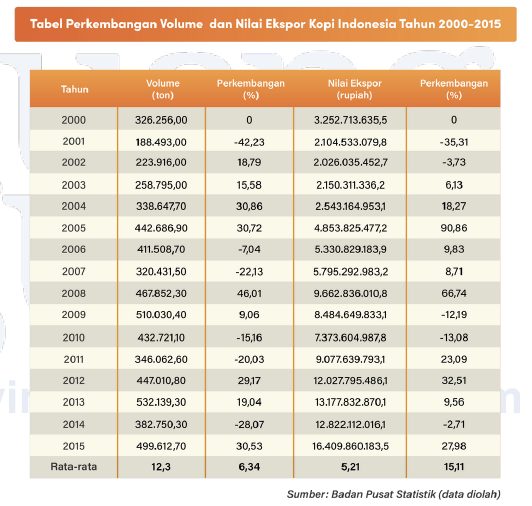 Tabel Perkembangan Volume dan Nilai Ekspor Kopi Indonesia Tahun 2000-2015
Tahun Volume (ton) Perkembangan (%) Nilai Ekspor (rupiah) Perkembangan (%)
2000 326.256,00 0 3.252.713.635,5 0
2001 188.493,00 -42,23 2.104.533.079,8 -35,31
2002 223.916,00 18,79 2.026.035.452,7 -3,73
2003 258.795,00 15,58 2.150.311.336,2 6,13
2004 338.647,70 30,86 2.543.164.953,1 18,27
2005 442.686,90 30,72 4.853.825.477,2 90,86
2006 411.508,70 -7,04 5.330.829.183,9 9,83
2007 320.431,50 -22,13 5.795.292.983,2 8,71
2008 467.852,30 46,01 9.662.836.010,8 66,74
2009 510.030,40 9,06 8.484.649.833,1 -12,19
2010 432.721,10 -15,16 7.373.604.987,8 -13,08
2011 346.062,60 -20,03 9.077.639.793,1 23,09
2012 447.010,80 29,17 12.027.795.486,1 32,51
2013 532.139,30 19,04 13.177.832.870,1 9,56
2014 382.750,30 -28,07 12.822.112.016,1 -2,71
2015 499.612,70 30,53 16.409.860.183,5 27,98
Rata-rata 12,3 6,34 5,21 15,11
Sumber: Badan Pusat Statistik (data diolah)